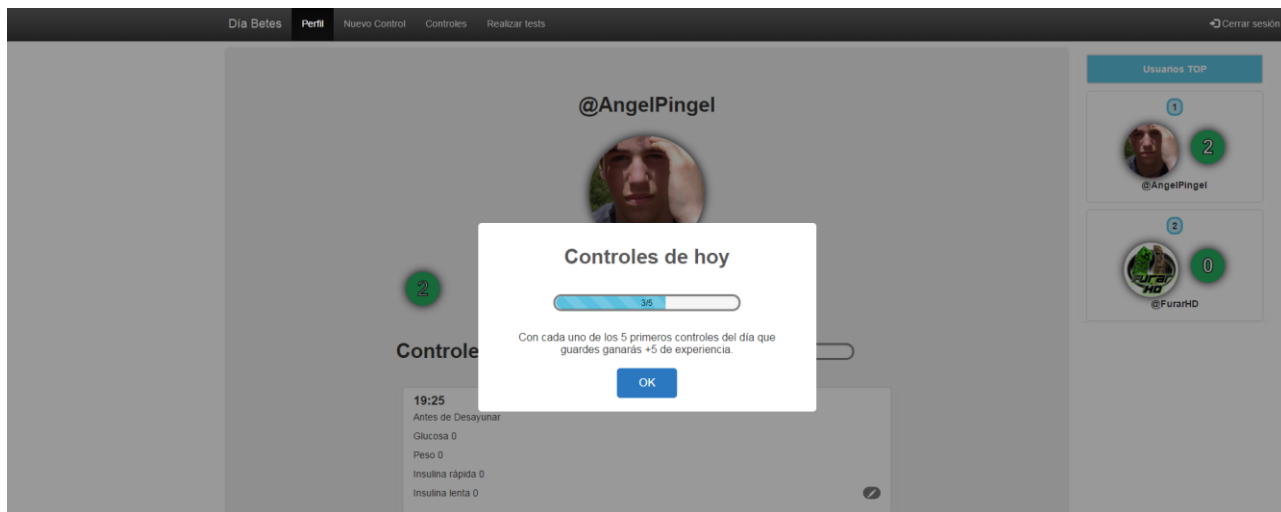 Día Betes Perfil Nuevo Control Controles Realizar tests Cerrar sesión
@AngelPingel
2
Controles de hoy
3/5
Con cada uno de los 5 primeros controles del día que
guardes ganarás +5 de experiencia.
OK
Controle
19:25
Antes de Desayunar
Glucosa 0
Peso 0
Insulina rápida 0
Insulina lenta 0
Usuarios TOP
1
2
@AngelPingel
2
FURAR
HD
0
@FurarHD